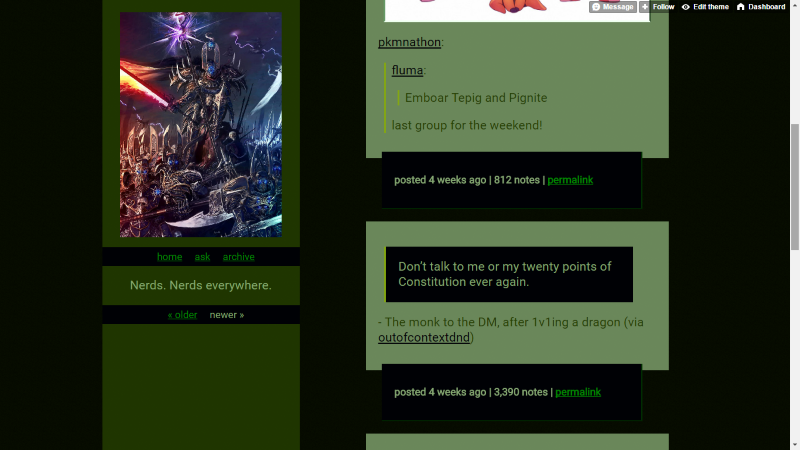 Message Follow Edit theme Dashboard
home ask archive
Nerds. Nerds everywhere.
« older newer »
pkmnathon:
fluma:
Emboar Tepig and Pignite
last group for the weekend!
posted 4 weeks ago | 812 notes | permalink
Don't talk to me or my twenty points of
Constitution ever again.
- The monk to the DM, after 1v1ing a dragon (via
outofcontextdnd)
posted 4 weeks ago | 3,390 notes | permalink